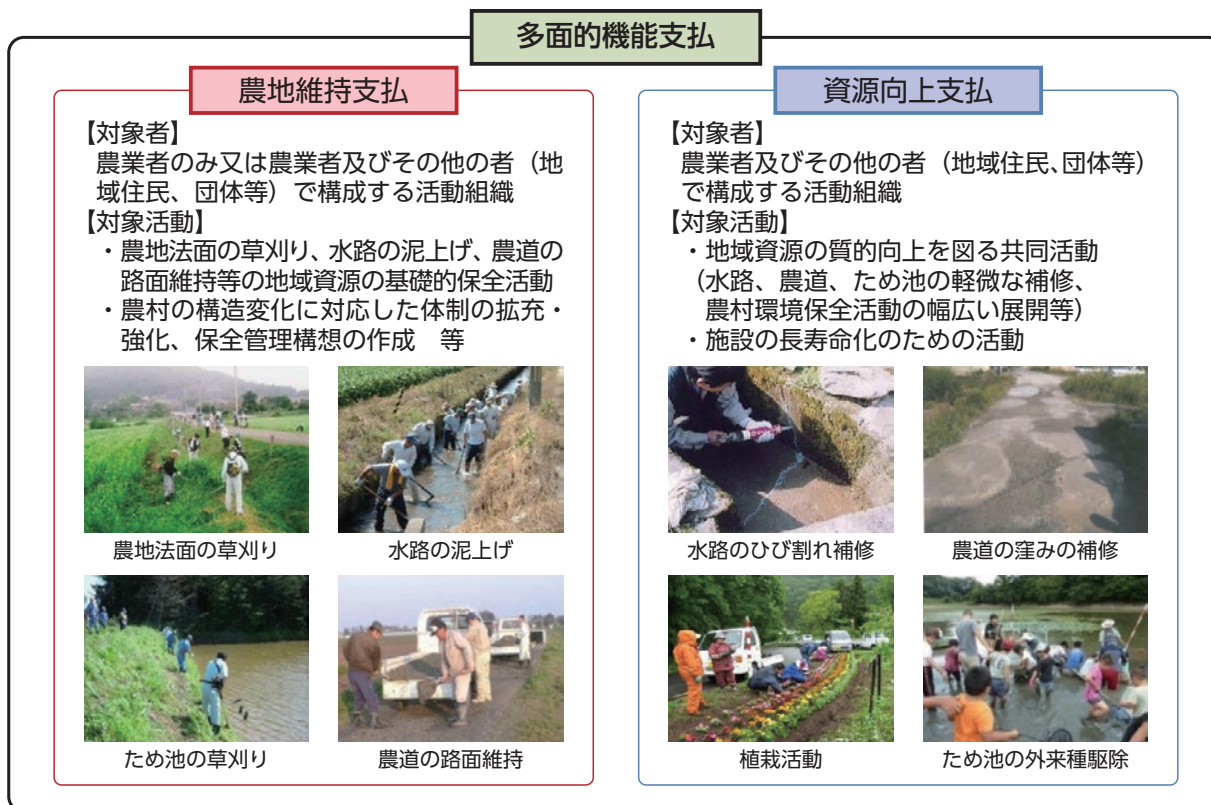 多面的機能支払
農地維持支払
【対象者】
農業者のみ又は農業者及びその他の者（地
域住民、団体等）で構成する活動組織
【対象活動】
・農地法面の草刈り、水路の泥上げ、農道の
路面維持等の地域資源の基礎的保全活動
・農村の構造変化に対応した体制の拡充・
強化、保全管理構想の作成　等
農地法面の草刈り
水路の泥上げ
ため池の草刈り
農道の路面維持
資源向上支払
【対象者】
農業者及びその他の者（地域住民、団体等）
で構成する活動組織
【対象活動】
・地域資源の質的向上を図る共同活動
（水路、農道、ため池の軽微な補修、
農村環境保全活動の幅広い展開等）
・施設の長寿命化のための活動
水路のひび割れ補修
農道の窪みの補修
植栽活動
ため池の外来種駆除